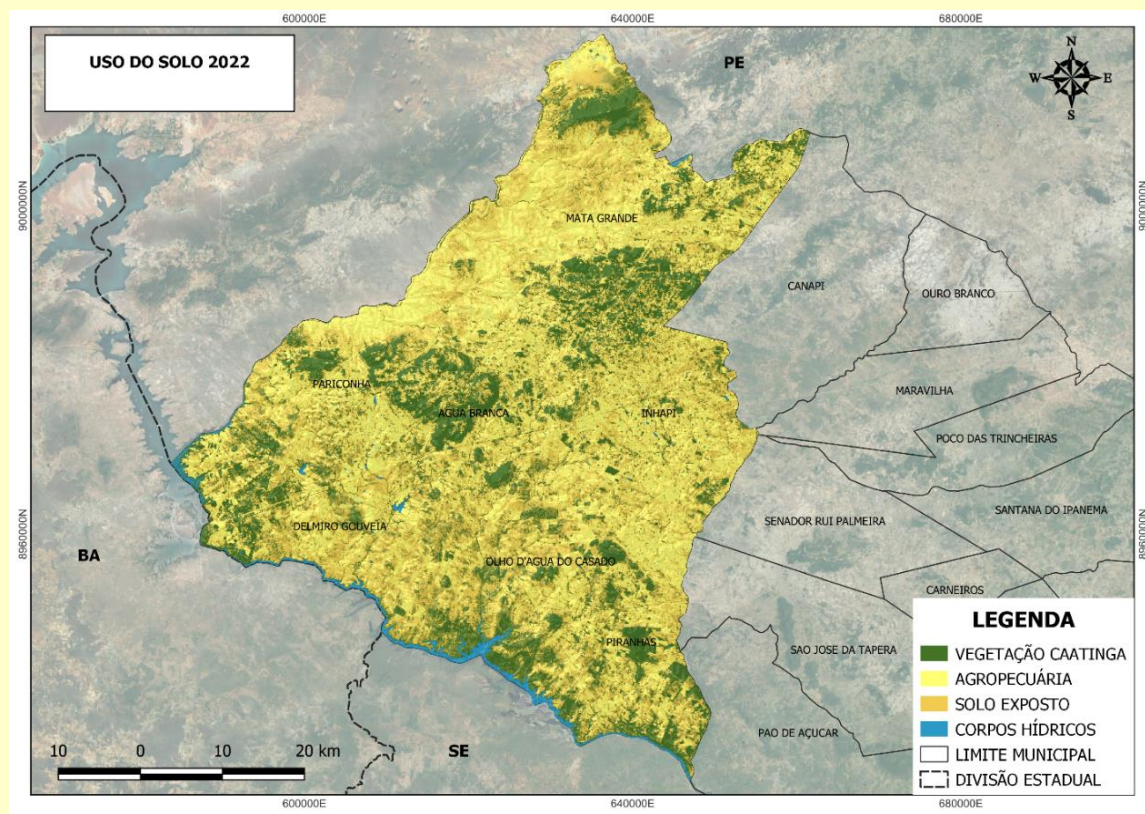 600000E
640000E
680000E
USO DO SOLO 2022
PE
N
W
E
S
9000000N
9000000N
MATA GRANDE
CANAPI
OURO BRANCO
PARICONHA
MARAVILHA
AGUA BRANCA
INHAPI
POCO DAS TRINCHEIRAS
SANTANA DO IPANEMA
SENADOR RUI PALMEIRA
DELMIRO GOUVEIA
8960000N
8960000N
BA
OLHO D'AGUA DO CASADO
CARNEIROS
LEGENDA
PIRANHAS
SAO JOSE DA TAPERA
VEGETAÇÃO CAATINGA
AGROPECUÁRIA
SOLO EXPOSTO
CORPOS HÍDRICOS
LIMITE MUNICIPAL
DIVISÃO ESTADUAL
PAO DE AÇUCAR
SE
10 0 10 20 km
600000E
640000E
680000E